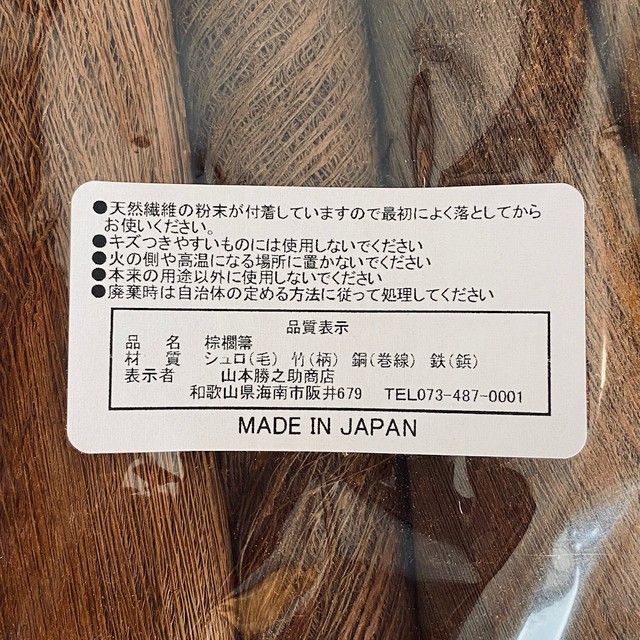 ●天然繊維の粉末が付着していますので最初によく落としてから
お使いください。
●キズつきやすいものには使用しないでください
●火の側や高温になる場所に置かないでください
●本来の用途以外に使用しないでください
●廃棄時は自治体の定める方法に従って処理してください
品質表示
品 名 棕櫚箒
材 質 シュロ(毛) 竹(柄) 銅(巻線) 鉄(鋲)
表示者 山本勝之助商店
和歌山県海南市阪井679 TEL073-487-0001
MADE IN JAPAN